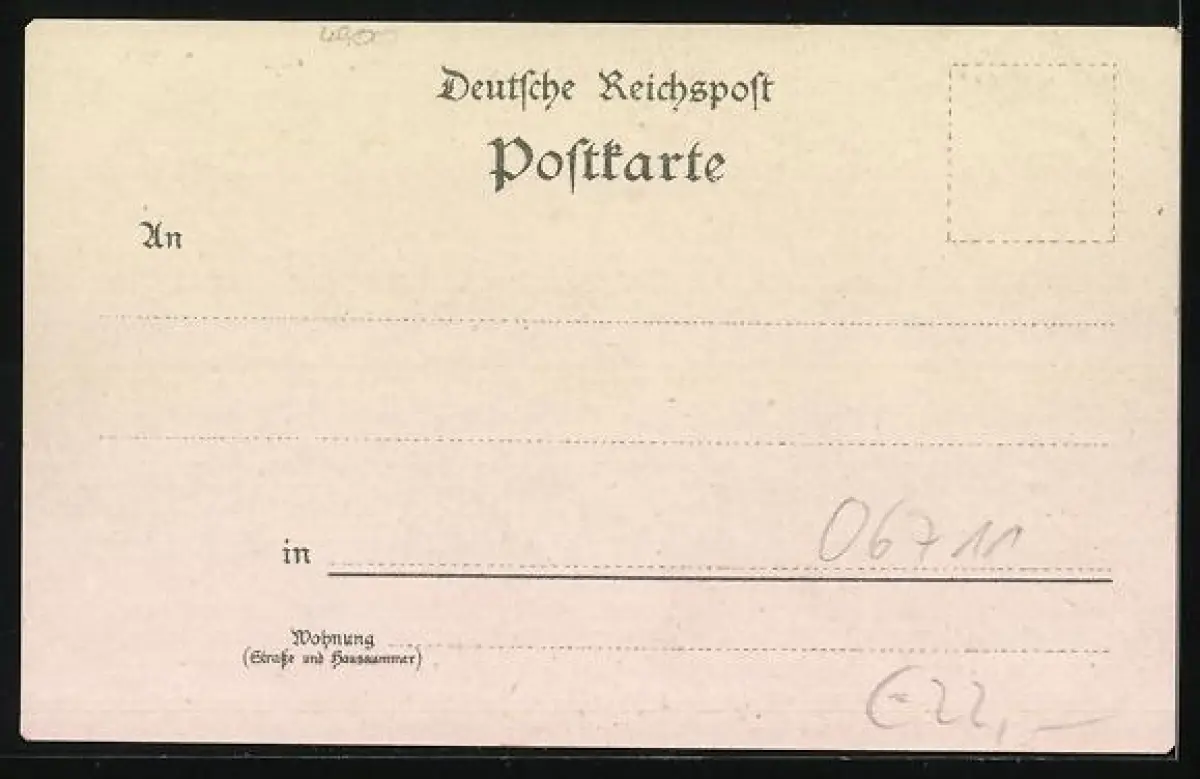 Deutsche Reichspost
Postkarte
An
in
06711
Wohnung
(Straße und Hausnummer)
€ 22,—